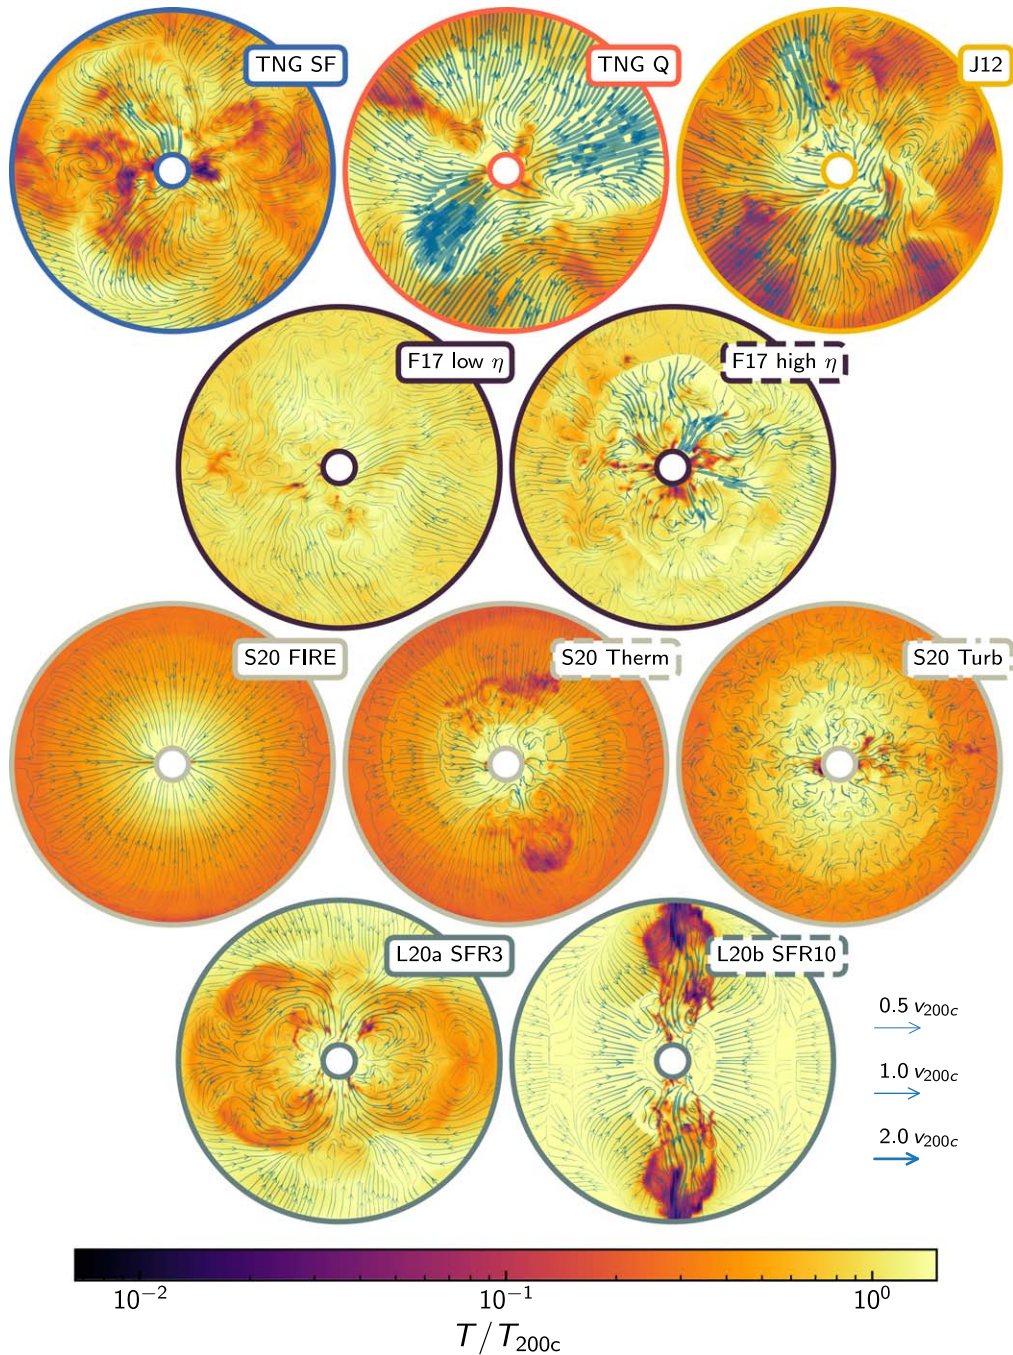 TNG SF
TNG Q
J12
F17 low η
F17 high η
S20 FIRE
S20 Therm
S20 Turb
L20a SFR3
L20b SFR10
0.5 v₂₀₀c
1.0 v₂₀₀c
2.0 v₂₀₀c
10⁻² 10⁻¹ 10⁰
T / T₂₀₀c